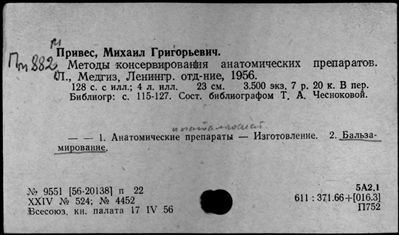 Привес, Михаил Григорьевич.
Методы консервирования анатомических препаратов.
Л., Медгиз, Ленингр. отд-ние, 1956.
128 с. с илл.; 4 л. илл. 23 см. 3.500 экз. 7 р. 20 к. В пер.
Библиогр: с. 115-127. Сост. библиографом Т. А. Чесноковой.
— — 1. Анатомические препараты — Изготовление. 2. Бальза-
мирование.
№ 9551 [56-20138] п 22
XXIV № 524; № 4452
Всесоюз. кн. палата 17 IV 56
5А2,1
611 : 371.66+[016.3]
П752